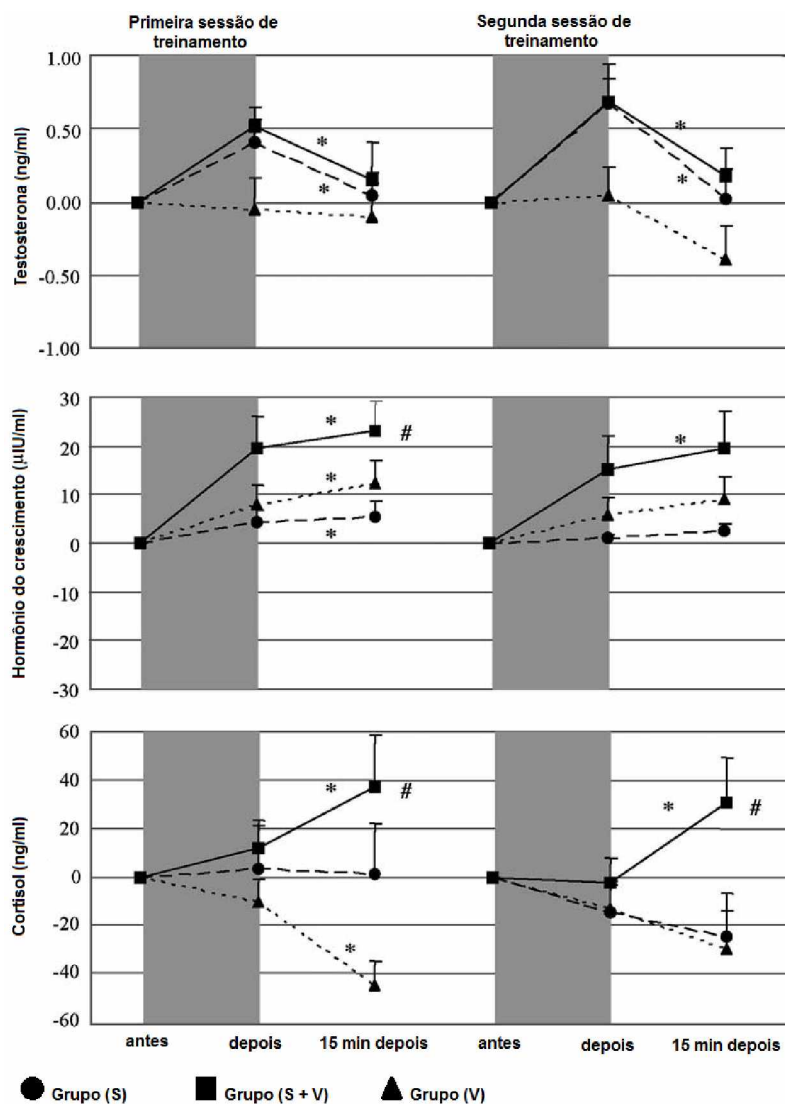 Primeira sessão de
treinamento
Segunda sessão de
treinamento
Testosterona (ng/ml)
1.00
0.50
0.00
-0.50
-1.00
*
*
*
*
Hormônio do crescimento (µIU/ml)
30
20
10
0
-10
-20
-30
*
#
*
*
*
Cortisol (ng/ml)
60
40
20
0
-20
-40
-60
*
#
*
*
#
antes
depois
15 min depois
antes
depois
15 min depois
Grupo (S)
Grupo (S + V)
Grupo (V)